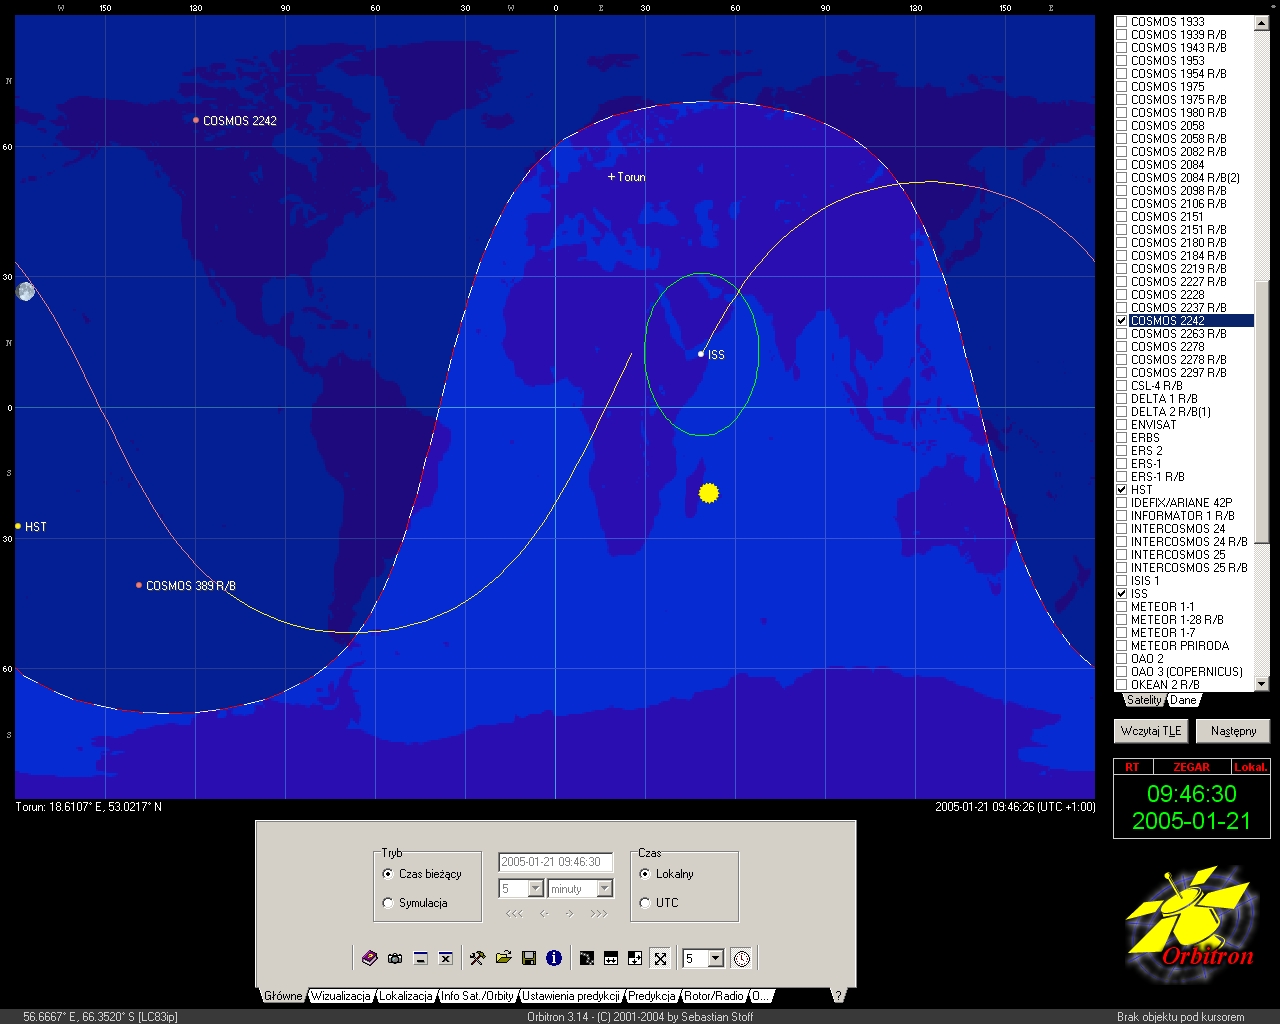 W 150 120 90 60 30 W 0 E 30 60 90 120 150 E
N
60
30
N
0
S
30
60
S
COSMOS 2242
Torun
ISS
HST
COSMOS 389 R/B
Torun: 18.6107° E, 53.0217° N
2005-01-21 09:46:26 (UTC +1:00)
COSMOS 1933
COSMOS 1939 R/B
COSMOS 1943 R/B
COSMOS 1953
COSMOS 1954 R/B
COSMOS 1975
COSMOS 1975 R/B
COSMOS 1980 R/B
COSMOS 2058
COSMOS 2058 R/B
COSMOS 2082 R/B
COSMOS 2084
COSMOS 2084 R/B(2)
COSMOS 2098 R/B
COSMOS 2106 R/B
COSMOS 2151
COSMOS 2151 R/B
COSMOS 2180 R/B
COSMOS 2184 R/B
COSMOS 2219 R/B
COSMOS 2227 R/B
COSMOS 2228
COSMOS 2237 R/B
COSMOS 2242
COSMOS 2263 R/B
COSMOS 2278
COSMOS 2278 R/B
COSMOS 2297 R/B
CSL-4 R/B
DELTA 1 R/B
DELTA 2 R/B(1)
ENVISAT
ERBS
ERS 2
ERS-1
ERS-1 R/B
HST
IDEFIX/ARIANE 42P
INFORMATOR 1 R/B
INTERCOSMOS 24
INTERCOSMOS 24 R/B
INTERCOSMOS 25
INTERCOSMOS 25 R/B
ISIS 1
ISS
METEOR 1-1
METEOR 1-28 R/B
METEOR 1-7
METEOR PRIRODA
OAO 2
OAO 3 (COPERNICUS)
OKEAN 2 R/B
Satelity Dane
Wczytaj TLE Następny
RT ZEGAR Lokal.
09:46:30
2005-01-21
Orbitron
Tryb
Czas bieżący
Symulacja
2005-01-21 09:46:30
5 minuty
<<< <- -> >>>
Czas
Lokalny
UTC
5
Główne Wizualizacja Lokalizacja Info Sat./Orbity Ustawienia predykcji Predykcja Rotor/Radio O... ?
56.6667° E, 66.3520° S [LC83ip]
Orbitron 3.14 - (C) 2001-2004 by Sebastian Stoff
Brak objektu pod kursorem